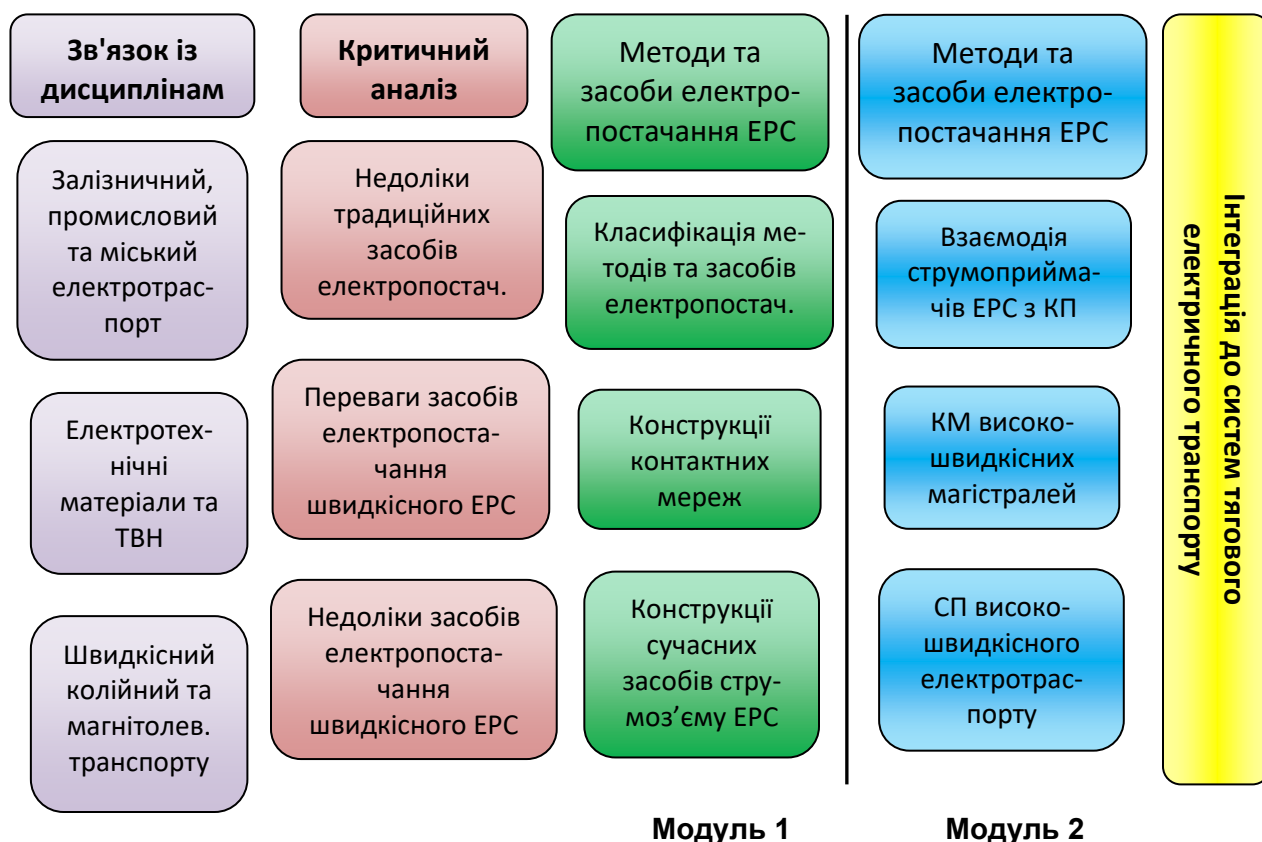 Зв'язок із
дисциплінам
Залізничний,
промисловий
та міський
електротрас-
порт
Електротех-
нічні
матеріали та
ТВН
Швидкісний
колійний та
магнітолев.
транспорту
Критичний
аналіз
Недоліки
традиційних
засобів
електропостач.
Переваги засобів
електропоста-
чання
швидкісного ЕРС
Недоліки засобів
електропоста-
чання
швидкісного ЕРС
Методи та
засоби електро-
постачання ЕРС
Класифікація ме-
тодів та засобів
електропостач.
Конструкції
контактних
мереж
Конструкції
сучасних
засобів стру-
моз’єму ЕРС
Модуль 1
Методи та
засоби електро-
постачання ЕРС
Взаємодія
струмоприйма-
чів ЕРС з КП
КМ високо-
швидкісних
магістралей
СП високо-
швидкісного
електротрас-
порту
Модуль 2
Інтеграція до систем тягового
електричного транспорту